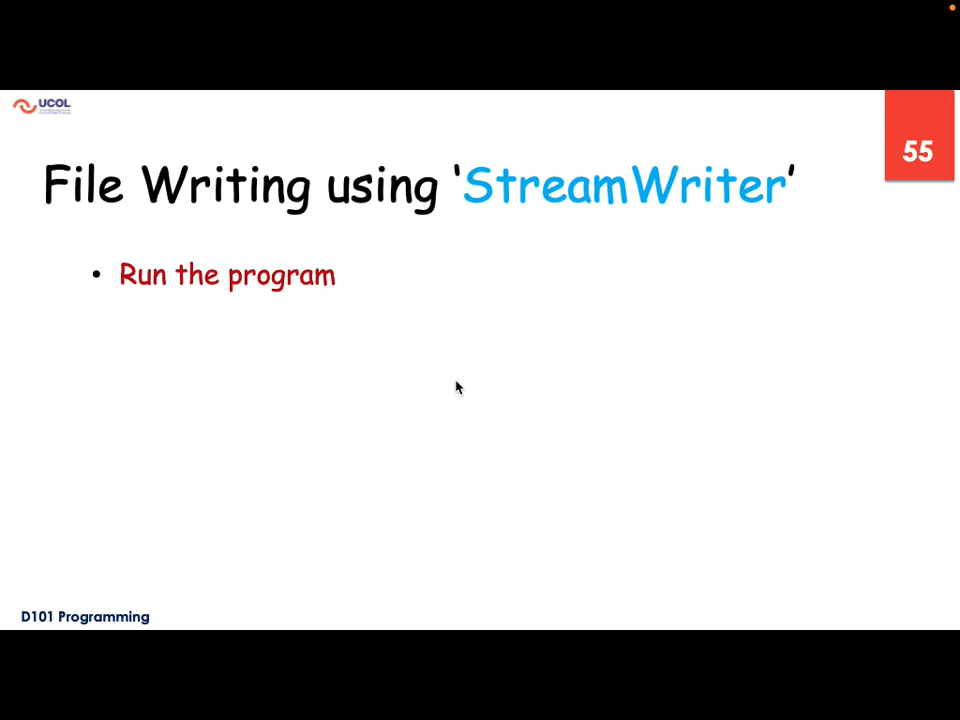 UCOL
55
File Writing using ‘StreamWriter’
• Run the program
D101 Programming